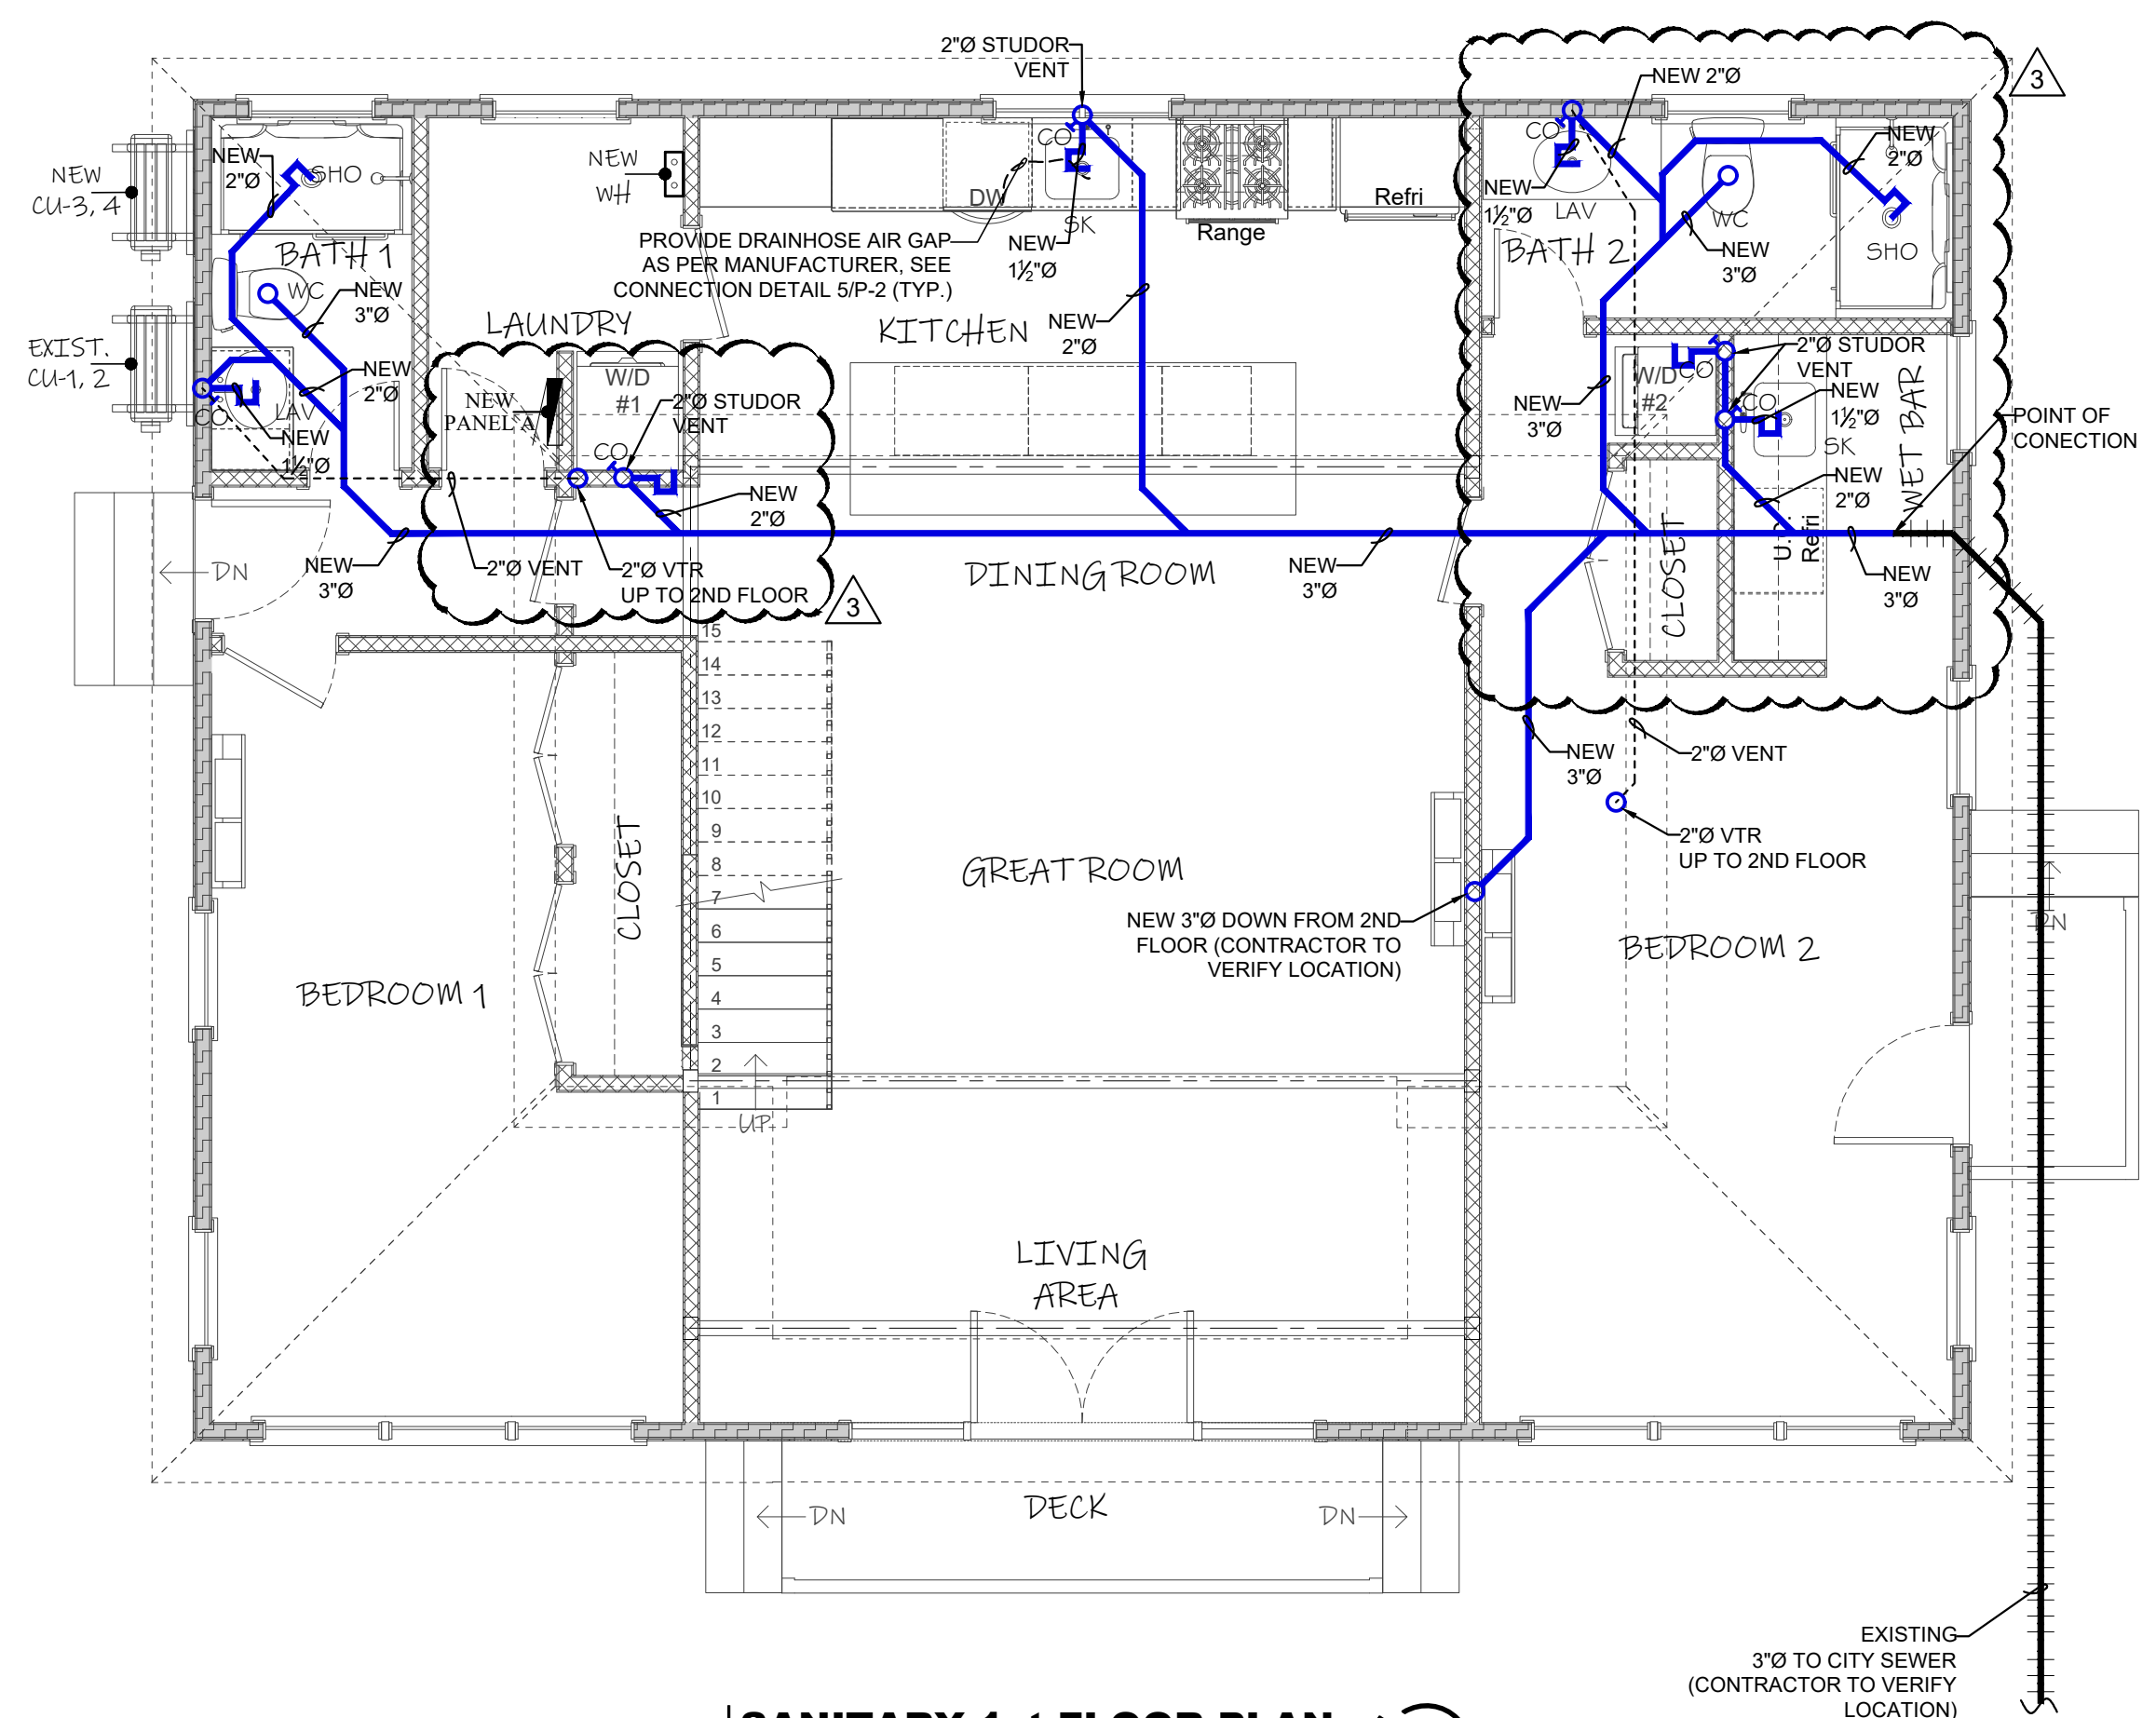 2"Ø STUDOR
VENT
NEW 2"Ø
3
NEW
2"Ø
SHO
NEW
CU-3, 4
NEW
WH
CO
DW
SK
NEW
1½"Ø
Refri
Range
CO
NEW
1½"Ø
LAV
WC
NEW
3"Ø
NEW
2"Ø
SHO
BATH 1
BATH 2
PROVIDE DRAINHOSE AIR GAP
AS PER MANUFACTURER, SEE
CONNECTION DETAIL 5/P-2 (TYP.)
WC
NEW
3"Ø
LAUNDRY
KITCHEN
NEW
2"Ø
EXIST.
CU-1, 2
NEW
2"Ø
LAV
CO
NEW
1½"Ø
NEW
PANEL A
W/D
#1
2"Ø STUDOR
VENT
CO
NEW
2"Ø
NEW
3"Ø
W/D
#2
CO
2"Ø STUDOR
VENT
CO
NEW
1½"Ø
SK
WET BAR
POINT OF
CONECTION
NEW
2"Ø
U.C.
Refri
CLOSET
NEW
3"Ø
DN
NEW
3"Ø
2"Ø VENT
2"Ø VTR
UP TO 2ND FLOOR
3
DINING ROOM
NEW
3"Ø
15
14
13
12
11
10
9
8
7
6
5
4
3
2
1
UP
NEW
3"Ø
2"Ø VENT
2"Ø VTR
UP TO 2ND FLOOR
CLOSET
GREAT ROOM
NEW 3"Ø DOWN FROM 2ND
FLOOR (CONTRACTOR TO
VERIFY LOCATION)
BEDROOM 1
BEDROOM 2
DN
LIVING
AREA
DECK
DN
DN
EXISTING
3"Ø TO CITY SEWER
(CONTRACTOR TO VERIFY
LOCATION)
SANITARY 1st FLOOR PLAN